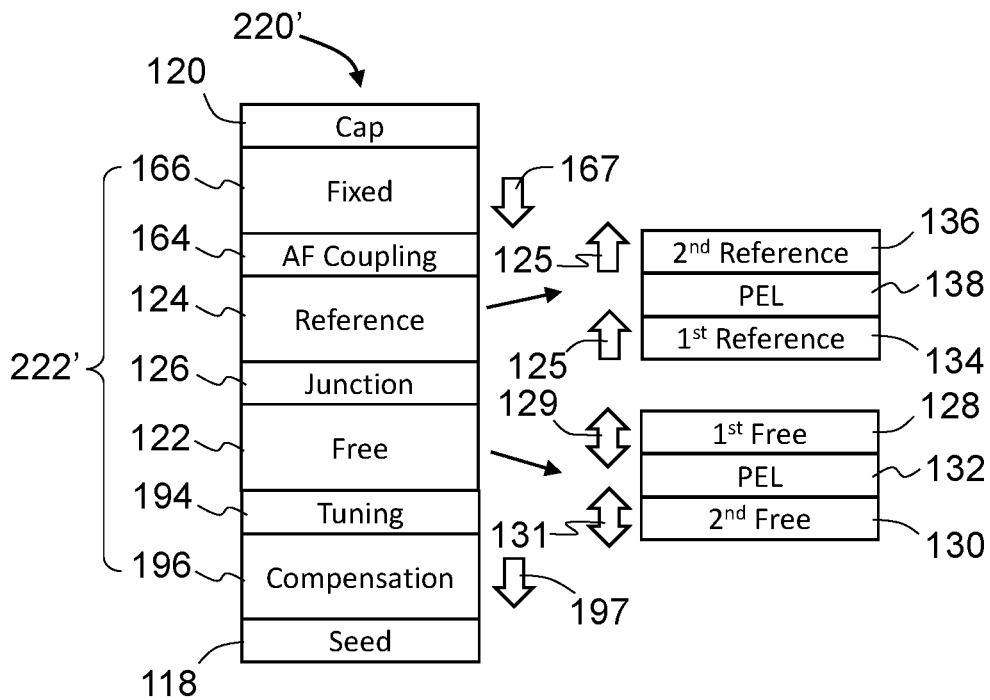 220’
120
Cap
166
Fixed
167
164
AF Coupling
125
2nd Reference
136
124
Reference
PEL
138
222’
125
1st Reference
134
126
Junction
129
1st Free
128
122
Free
PEL
132
194
Tuning
131
2nd Free
130
196
Compensation
197
118
Seed